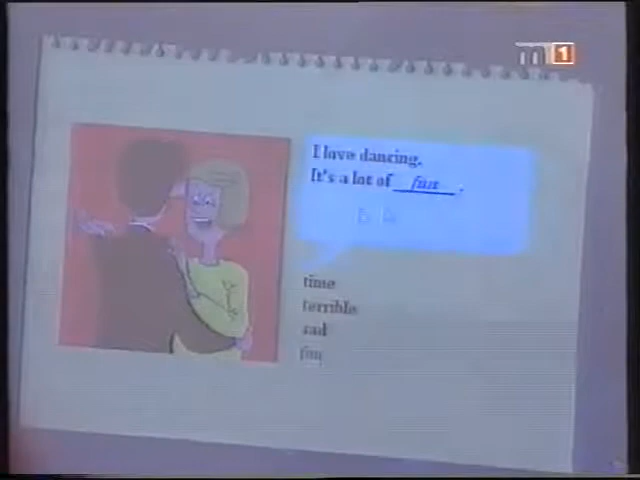 m1
I love dancing.
It's a lot of fun.
time
terrible
sad
fun